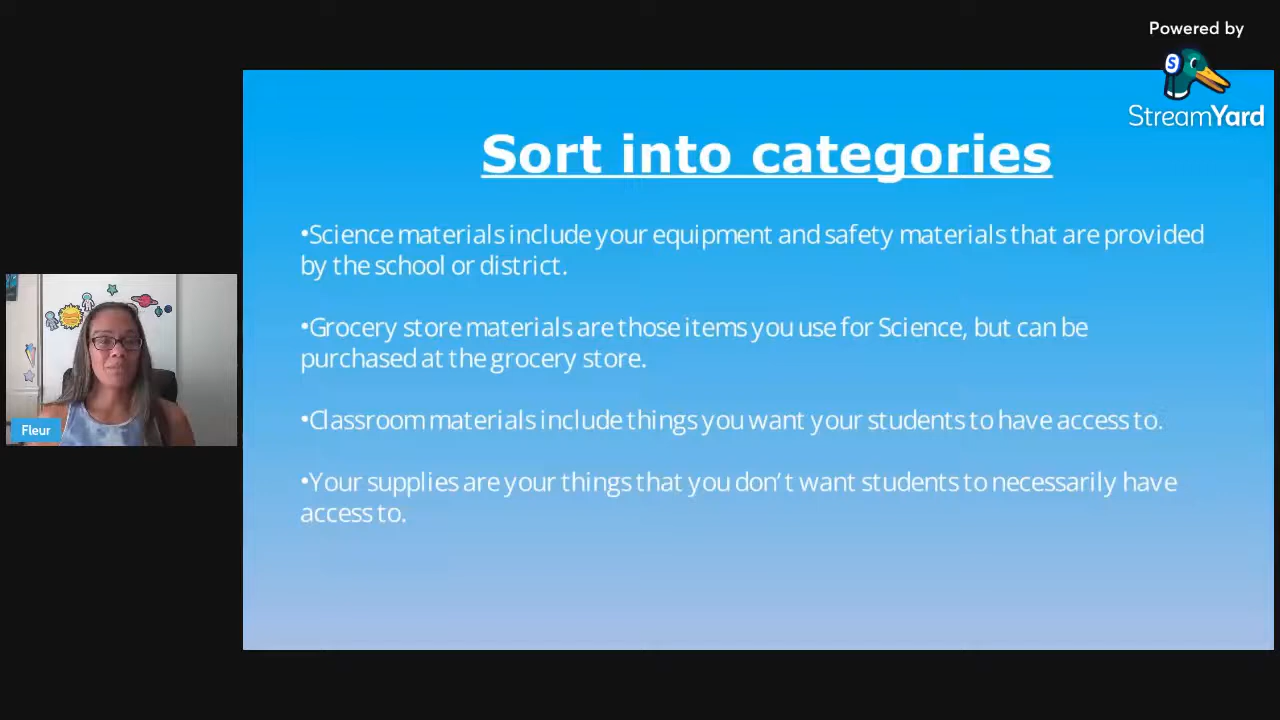 Powered by
S
StreamYard
Sort into categories
•Science materials include your equipment and safety materials that are provided
by the school or district.
•Grocery store materials are those items you use for Science, but can be
purchased at the grocery store.
•Classroom materials include things you want your students to have access to.
•Your supplies are your things that you don’t want students to necessarily have
access to.
Fleur